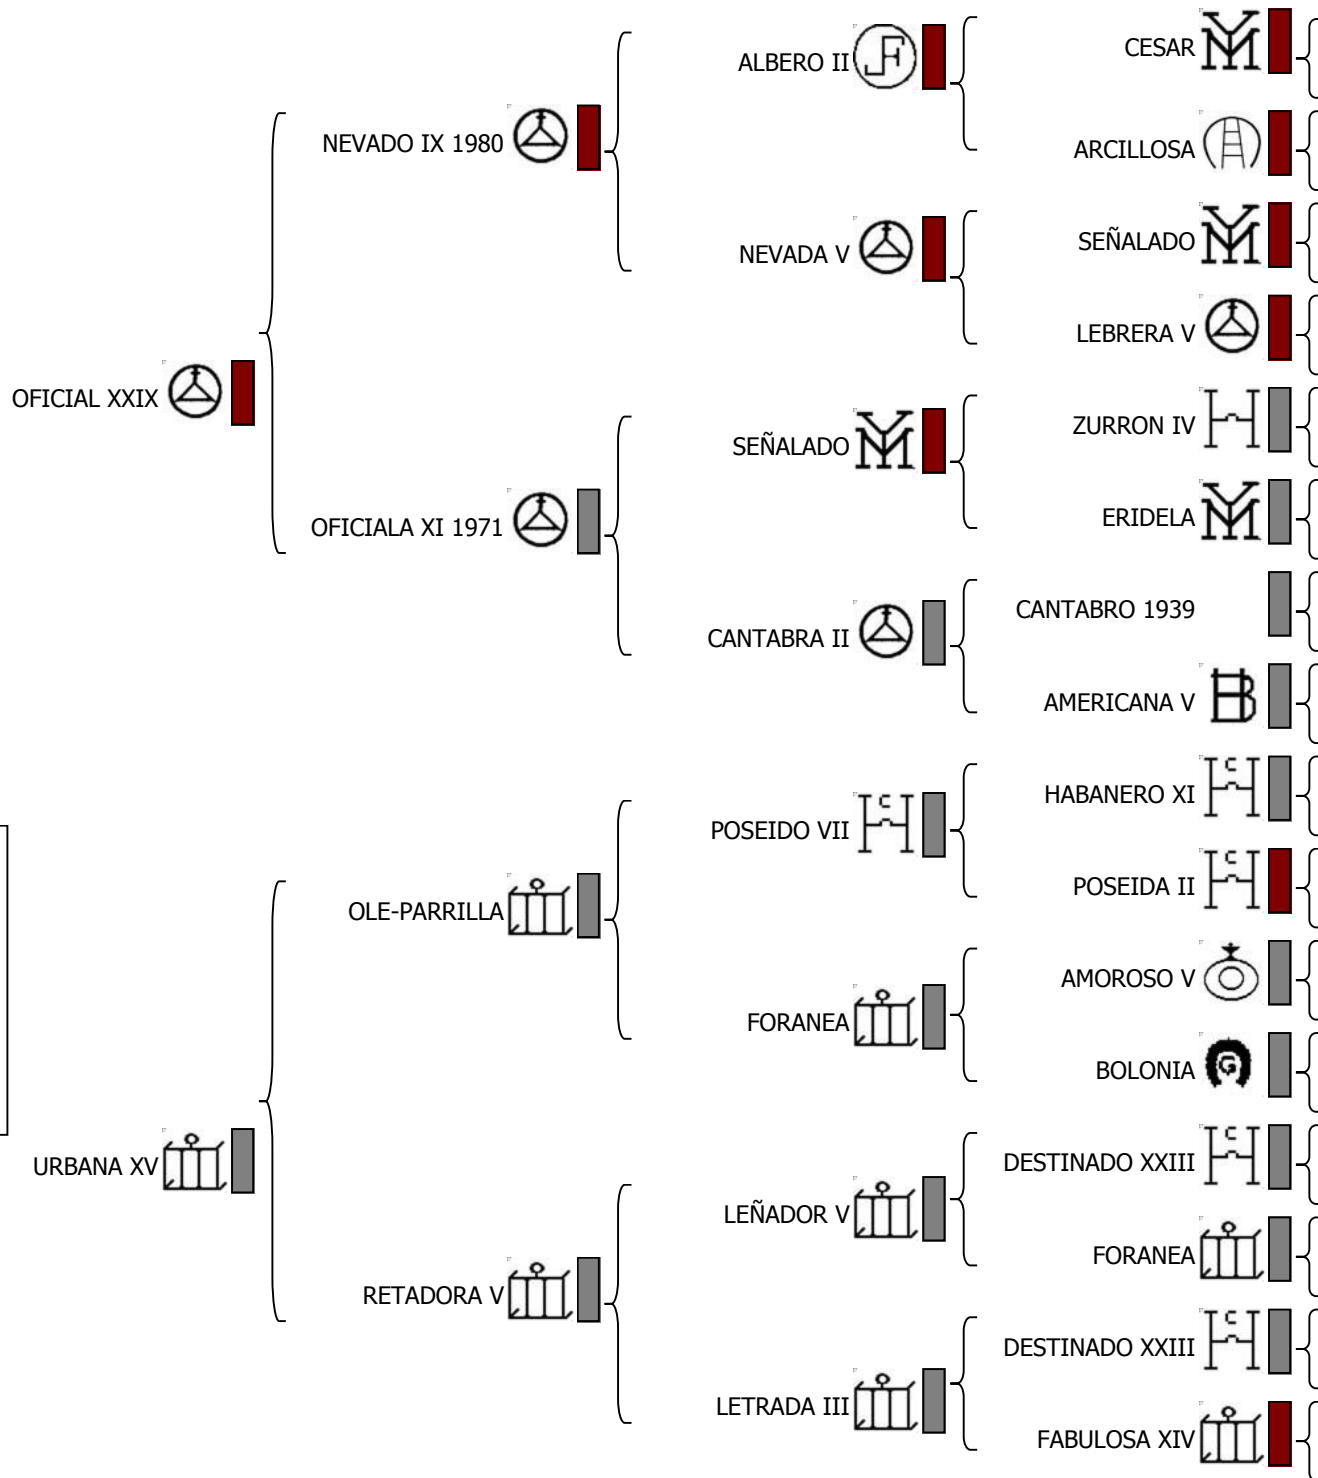 CESAR
ALBERO II
ARCILLOSA
NEVADO IX 1980
SEÑALADO
NEVADA V
LEBRERA V
OFICIAL XXIX
ZURRON IV
SEÑALADO
ERIDELA
OFICIALA XI 1971
CANTABRO 1939
CANTABRA II
AMERICANA V
HABANERO XI
POSEIDO VII
POSEIDA II
OLE-PARRILLA
AMOROSO V
FORANEA
BOLONIA
URBANA XV
DESTINADO XXIII
LEÑADOR V
FORANEA
RETADORA V
DESTINADO XXIII
LETRADA III
FABULOSA XIV